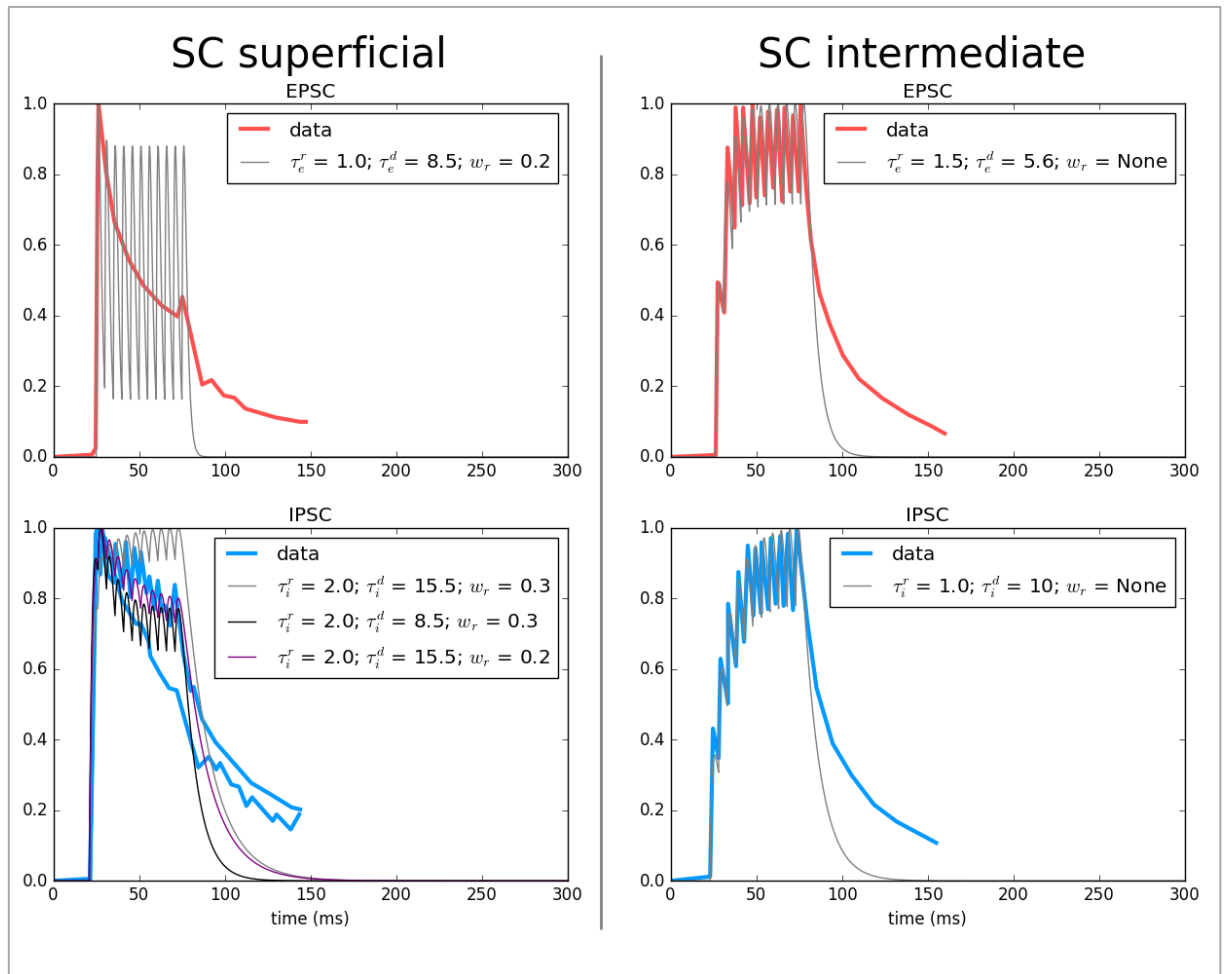 SC superficial
SC intermediate
EPSC
1.0
0.8
0.6
0.4
0.2
0.0
data
τ_e^r = 1.0; τ_e^d = 8.5; w_r = 0.2
0 50 100 150 200 250 300
EPSC
1.0
0.8
0.6
0.4
0.2
0.0
data
τ_e^r = 1.5; τ_e^d = 5.6; w_r = None
0 50 100 150 200 250 300
IPSC
1.0
0.8
0.6
0.4
0.2
0.0
data
τ_i^r = 2.0; τ_i^d = 15.5; w_r = 0.3
τ_i^r = 2.0; τ_i^d = 8.5; w_r = 0.3
τ_i^r = 2.0; τ_i^d = 15.5; w_r = 0.2
0 50 100 150 200 250 300
time (ms)
IPSC
1.0
0.8
0.6
0.4
0.2
0.0
data
τ_i^r = 1.0; τ_i^d = 10; w_r = None
0 50 100 150 200 250 300
time (ms)